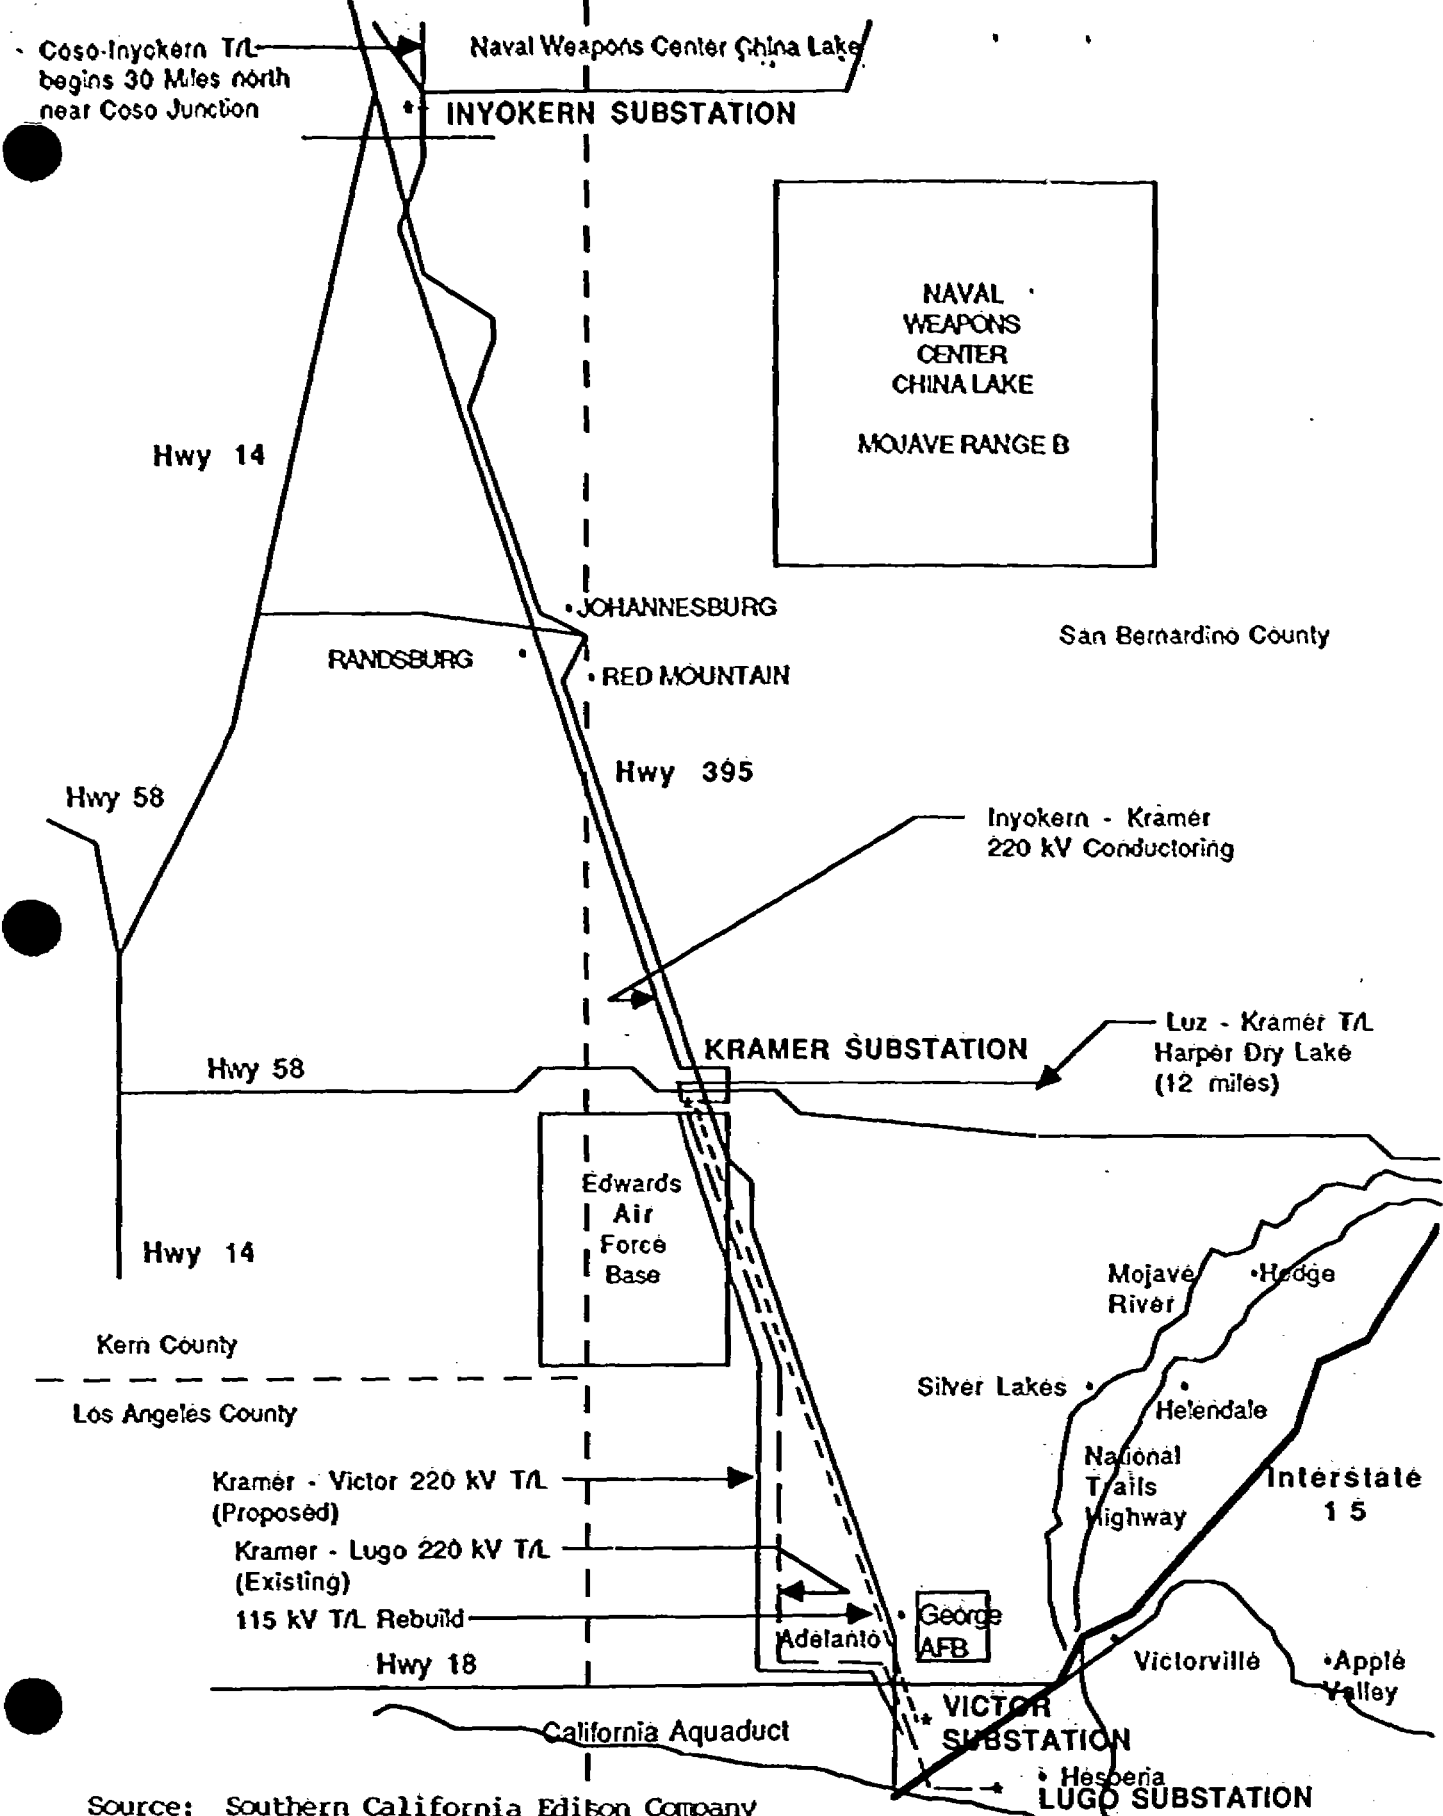 Coso-Inyokern T/L
begins 30 Miles north
near Coso Junction
Naval Weapons Center China Lake
INYOKERN SUBSTATION
NAVAL
WEAPONS
CENTER
CHINA LAKE
MOJAVE RANGE B
Hwy 14
JOHANNESBURG
San Bernardino County
RANDSBURG
RED MOUNTAIN
Hwy 395
Hwy 58
Inyokern - Kramer
220 kV Conductoring
Luz - Kramer T/L
Harper Dry Lake
(12 miles)
KRAMER SUBSTATION
Hwy 58
Edwards
Air
Force
Base
Hwy 14
Mojave
River
Hodge
Kern County
Silver Lakes
Los Angeles County
Helendale
National
Trails
Highway
Interstate
15
Kramer - Victor 220 kV T/L
(Proposed)
Kramer - Lugo 220 kV T/L
(Existing)
115 kV T/L Rebuild
George
AFB
Adelanto
Hwy 18
Victorville
Apple
Valley
VICTOR
SUBSTATION
California Aquaduct
Hesperia
LUGO SUBSTATION
Source: Southern California Edison Company